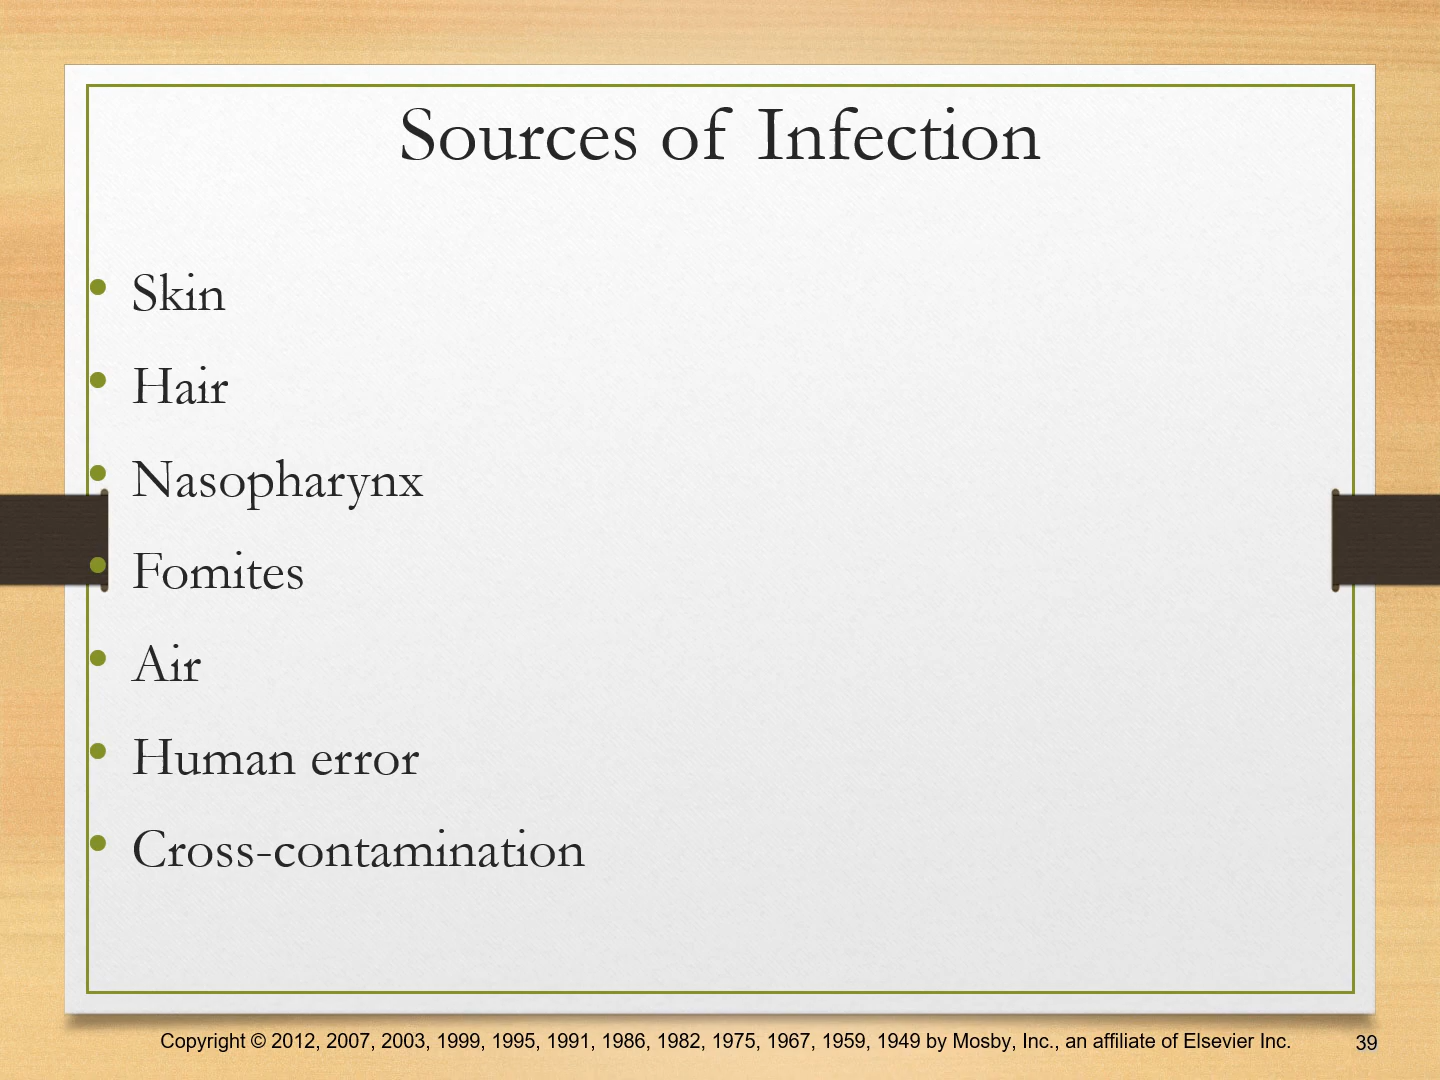 Sources of Infection
• Skin
• Hair
• Nasopharynx
• Fomites
• Air
• Human error
• Cross-contamination
Copyright © 2012, 2007, 2003, 1999, 1995, 1991, 1986, 1982, 1975, 1967, 1959, 1949 by Mosby, Inc., an affiliate of Elsevier Inc.
39